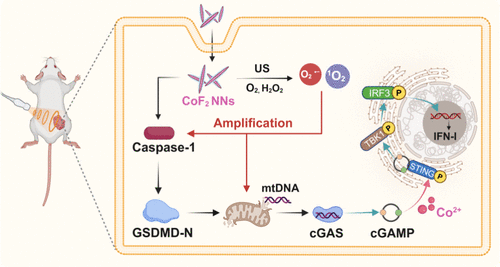 CoF₂ NNs
US
O₂, H₂O₂
O₂•⁻
¹O₂
Amplification
Caspase-1
GSDMD-N
mtDNA
cGAS
cGAMP
Co²⁺
STING
P
TBK1
P
IRF3
P
IFN-I